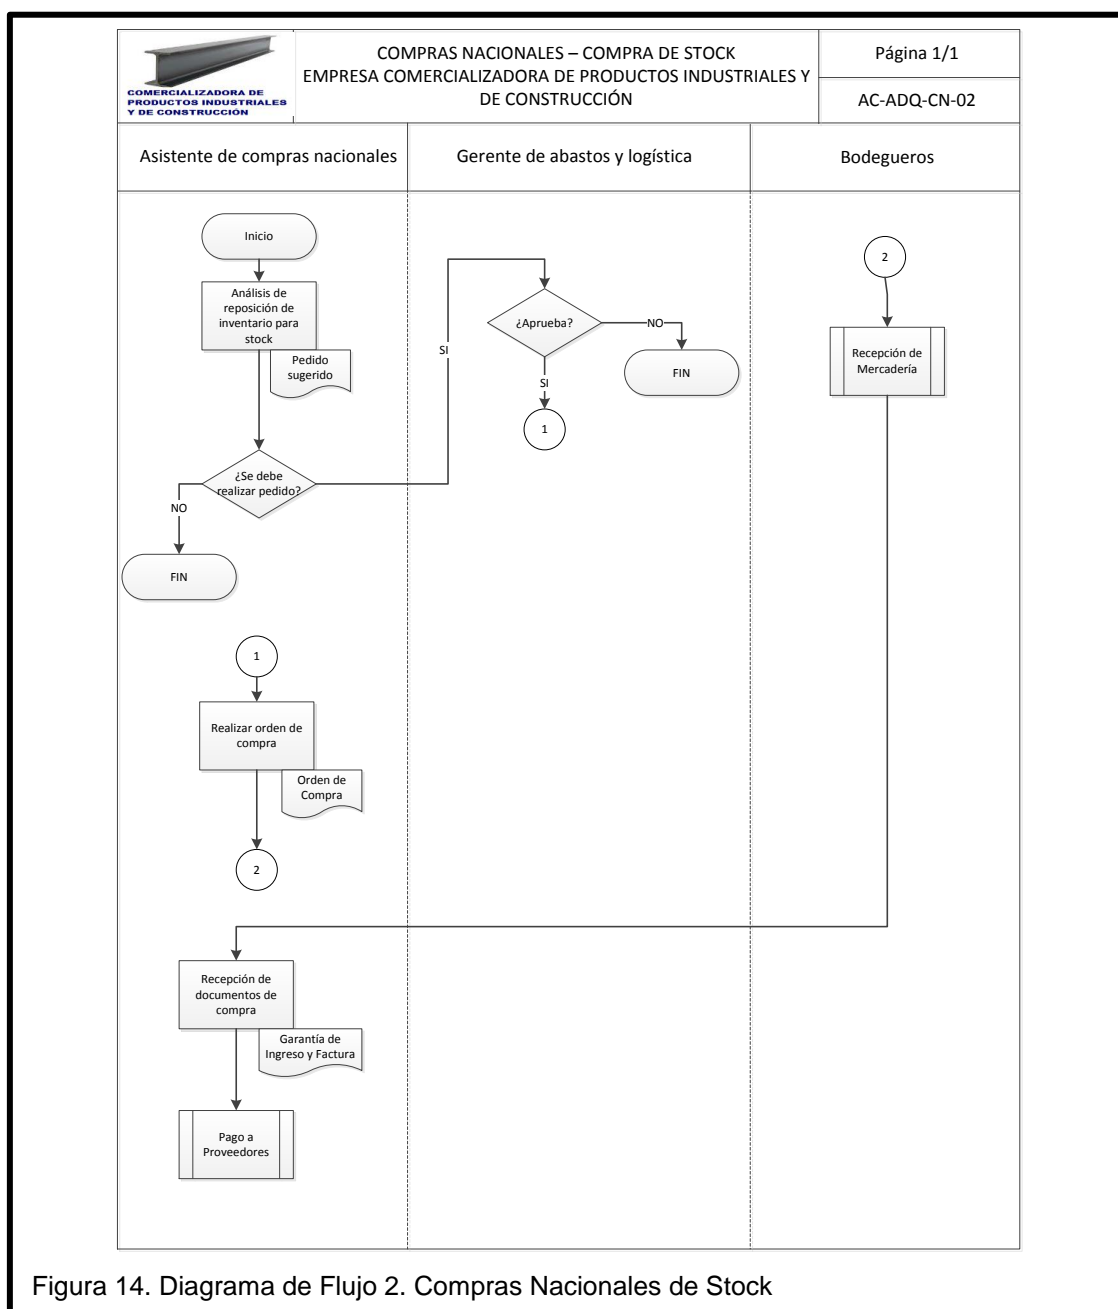 COMERCIALIZADORA DE
PRODUCTOS INDUSTRIALES
Y DE CONSTRUCCIÓN
COMPRAS NACIONALES – COMPRA DE STOCK
EMPRESA COMERCIALIZADORA DE PRODUCTOS INDUSTRIALES Y
DE CONSTRUCCIÓN
Página 1/1
AC-ADQ-CN-02
Asistente de compras nacionales
Gerente de abastos y logística
Bodegueros
Inicio
Análisis de
reposición de
inventario para
stock
Pedido
sugerido
¿Se debe
realizar pedido?
NO
FIN
SI
¿Aprueba?
NO
FIN
SI
1
2
Recepción de
Mercadería
1
Realizar orden de
compra
Orden de
Compra
2
Recepción de
documentos de
compra
Garantía de
Ingreso y Factura
Pago a
Proveedores
Figura 14. Diagrama de Flujo 2. Compras Nacionales de Stock